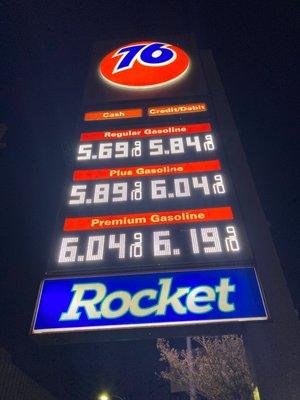 76
Cash Credit/Debit
Regular Gasoline
5.69 9/10 5.84 9/10
Plus Gasoline
5.89 9/10 6.04 9/10
Premium Gasoline
6.04 9/10 6.19 9/10
Rocket